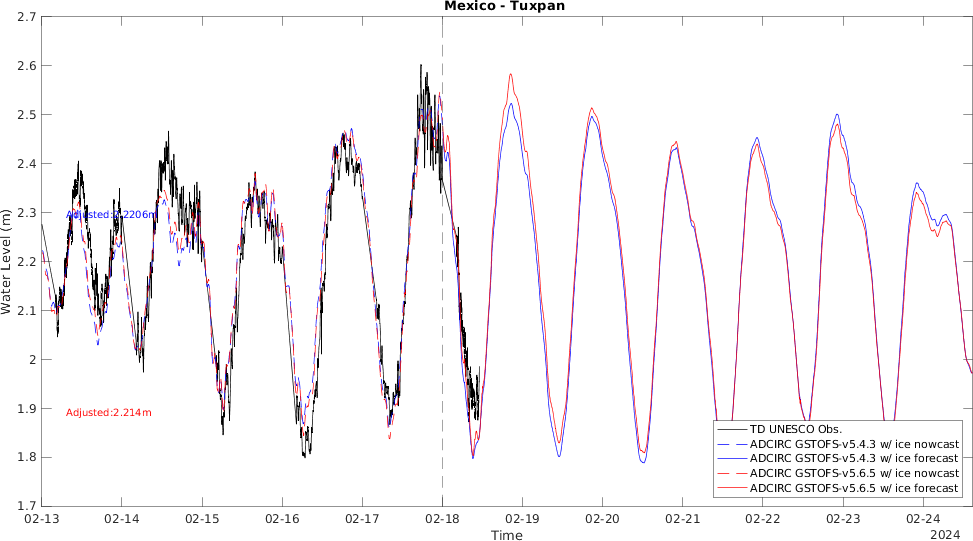 Mexico - Tuxpan
2.7
2.6
2.5
2.4
2.3
2.2
2.1
2
1.9
1.8
1.7
Water Level (m)
Adjusted:2.2206m
Adjusted:2.214m
TD UNESCO Obs.
ADCIRC GSTOFS-v5.4.3 w/ ice nowcast
ADCIRC GSTOFS-v5.4.3 w/ ice forecast
ADCIRC GSTOFS-v5.6.5 w/ ice nowcast
ADCIRC GSTOFS-v5.6.5 w/ ice forecast
02-13 02-14 02-15 02-16 02-17 02-18 02-19 02-20 02-21 02-22 02-23 02-24
Time
2024